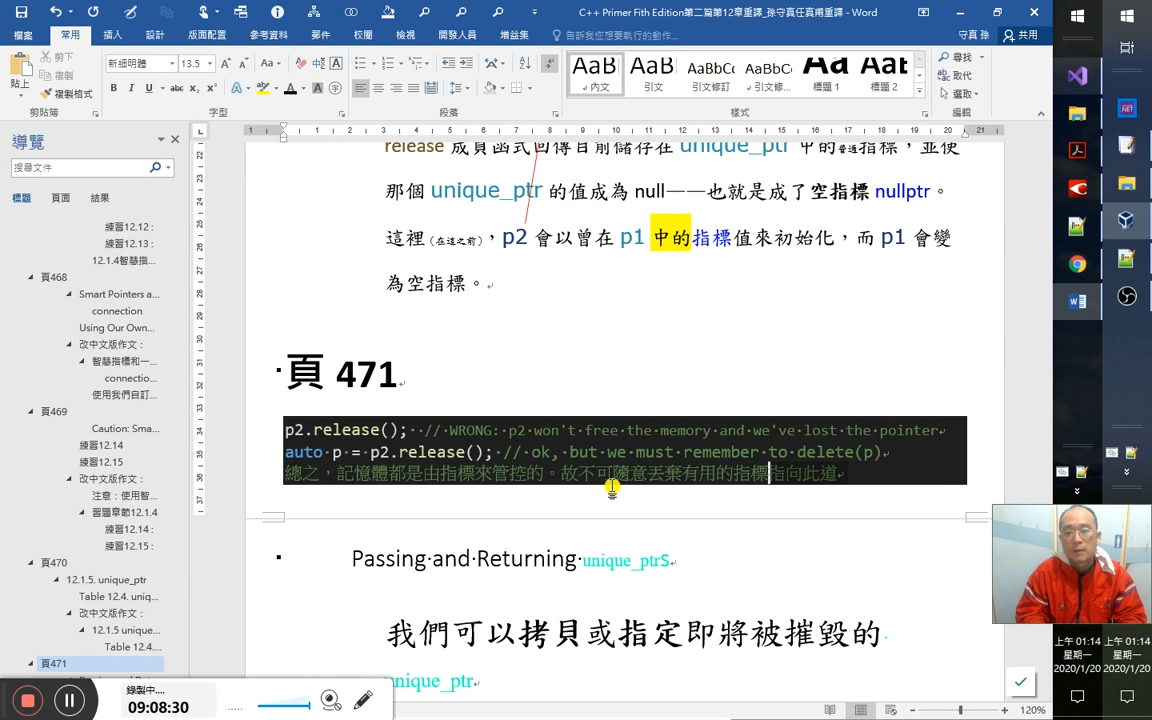 C++ Primer Fith Edition第二篇第12章重譯_孫守真任真甫重譯 - Word
檔案 常用 插入 設計 版面配置 參考資料 郵件 校閱 檢視 開發人員 增益集 告訴我您想要執行的動作... 守真 孫 共用
貼上 剪下 複製 複製格式 剪貼簿
新細明體 13.5 字型
段落
AaB 內文 AaB 引文 AaBbC 引文修訂 AaBbC 引文修... Aa 標題 1 AaB 標題 2 樣式
尋找 取代 選取 編輯
導覽
搜尋文件
標題 頁面 結果
練習12.12 :
練習12.13 :
12.1.4智慧指...
頁468
Smart Pointers a...
connection
Using Our Own...
改中文版作文：
智慧指標和一...
connectio...
使用我們自訂...
頁469
Caution: Sma...
練習12.14
練習12.15
改中文版作文：
注意：使用智...
習題章節12.1.4
練習12.14 :
練習12.15 :
頁470
12.1.5. unique_ptr
Table 12.4. uniq...
改中文版作文：
12.1.5 unique...
Table 12.4...
頁471
release 成員函式回傳目前儲存在 unique_ptr 中的普通指標，並使
那個 unique_ptr 的值成為 null——也就是成了空指標 nullptr。
這裡(在這之前)，p2 會以曾在 p1 中的指標值來初始化，而 p1 會變
為空指標。
頁 471
p2.release(); // WRONG: p2 won't free the memory and we've lost the pointer
auto p = p2.release(); // ok, but we must remember to delete(p)
總之，記憶體都是由指標來管控的。故不可隨意丟棄有用的指標指向此道
Passing and Returning unique_ptrs
我們可以拷貝或指定即將被摧毀的
unique_ptr
錄製中...
09:08:30
上午 01:14 上午 01:14
星期一 星期一
2020/1/20 2020/1/20
120%